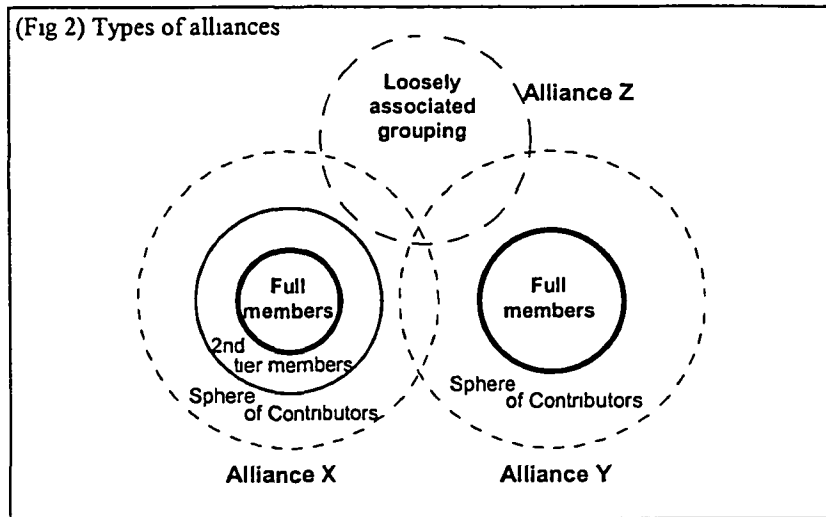 (Fig 2) Types of alliances
Loosely
associated
grouping
Alliance Z
Full
members
2nd
tier members
Sphere
of Contributors
Alliance X
Full
members
Sphere
of Contributors
Alliance Y